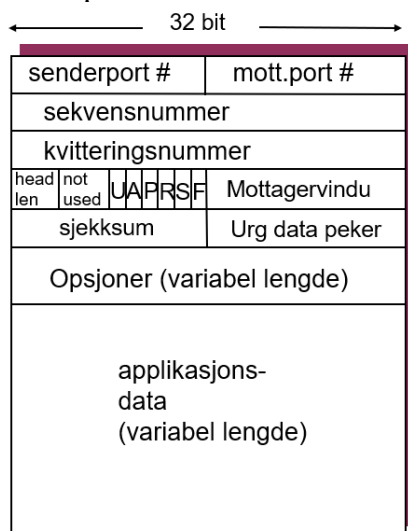 32 bit
senderport # mott.port #
sekvensnummer
kvitteringsnummer
head not
len used U A P R S F Mottagervindu
sjekksum Urg data peker
Opsjoner (variabel lengde)
applikasjons-
data
(variabel lengde)